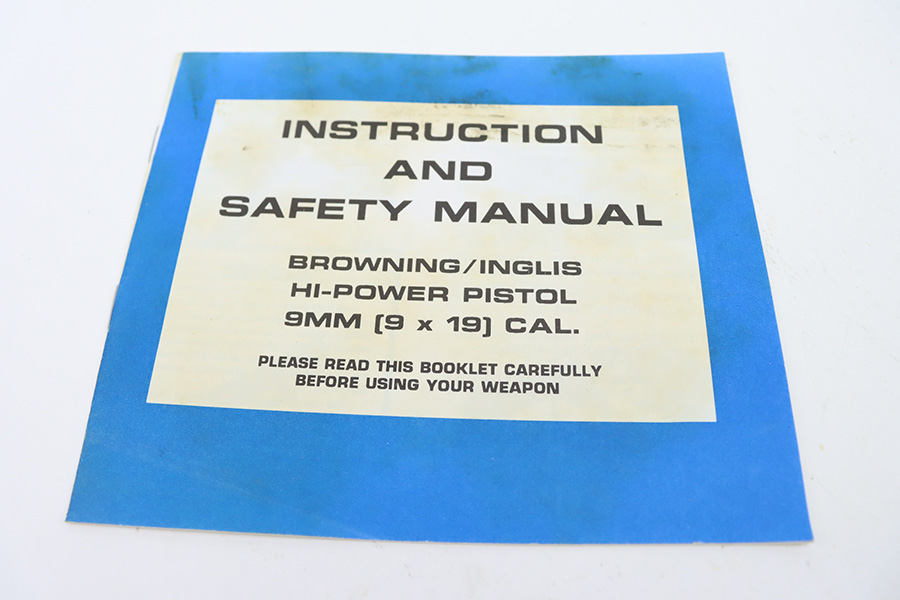 INSTRUCTION
AND
SAFETY MANUAL
BROWNING/INGLIS
HI-POWER PISTOL
9MM (9 x 19) CAL.
PLEASE READ THIS BOOKLET CAREFULLY
BEFORE USING YOUR WEAPON